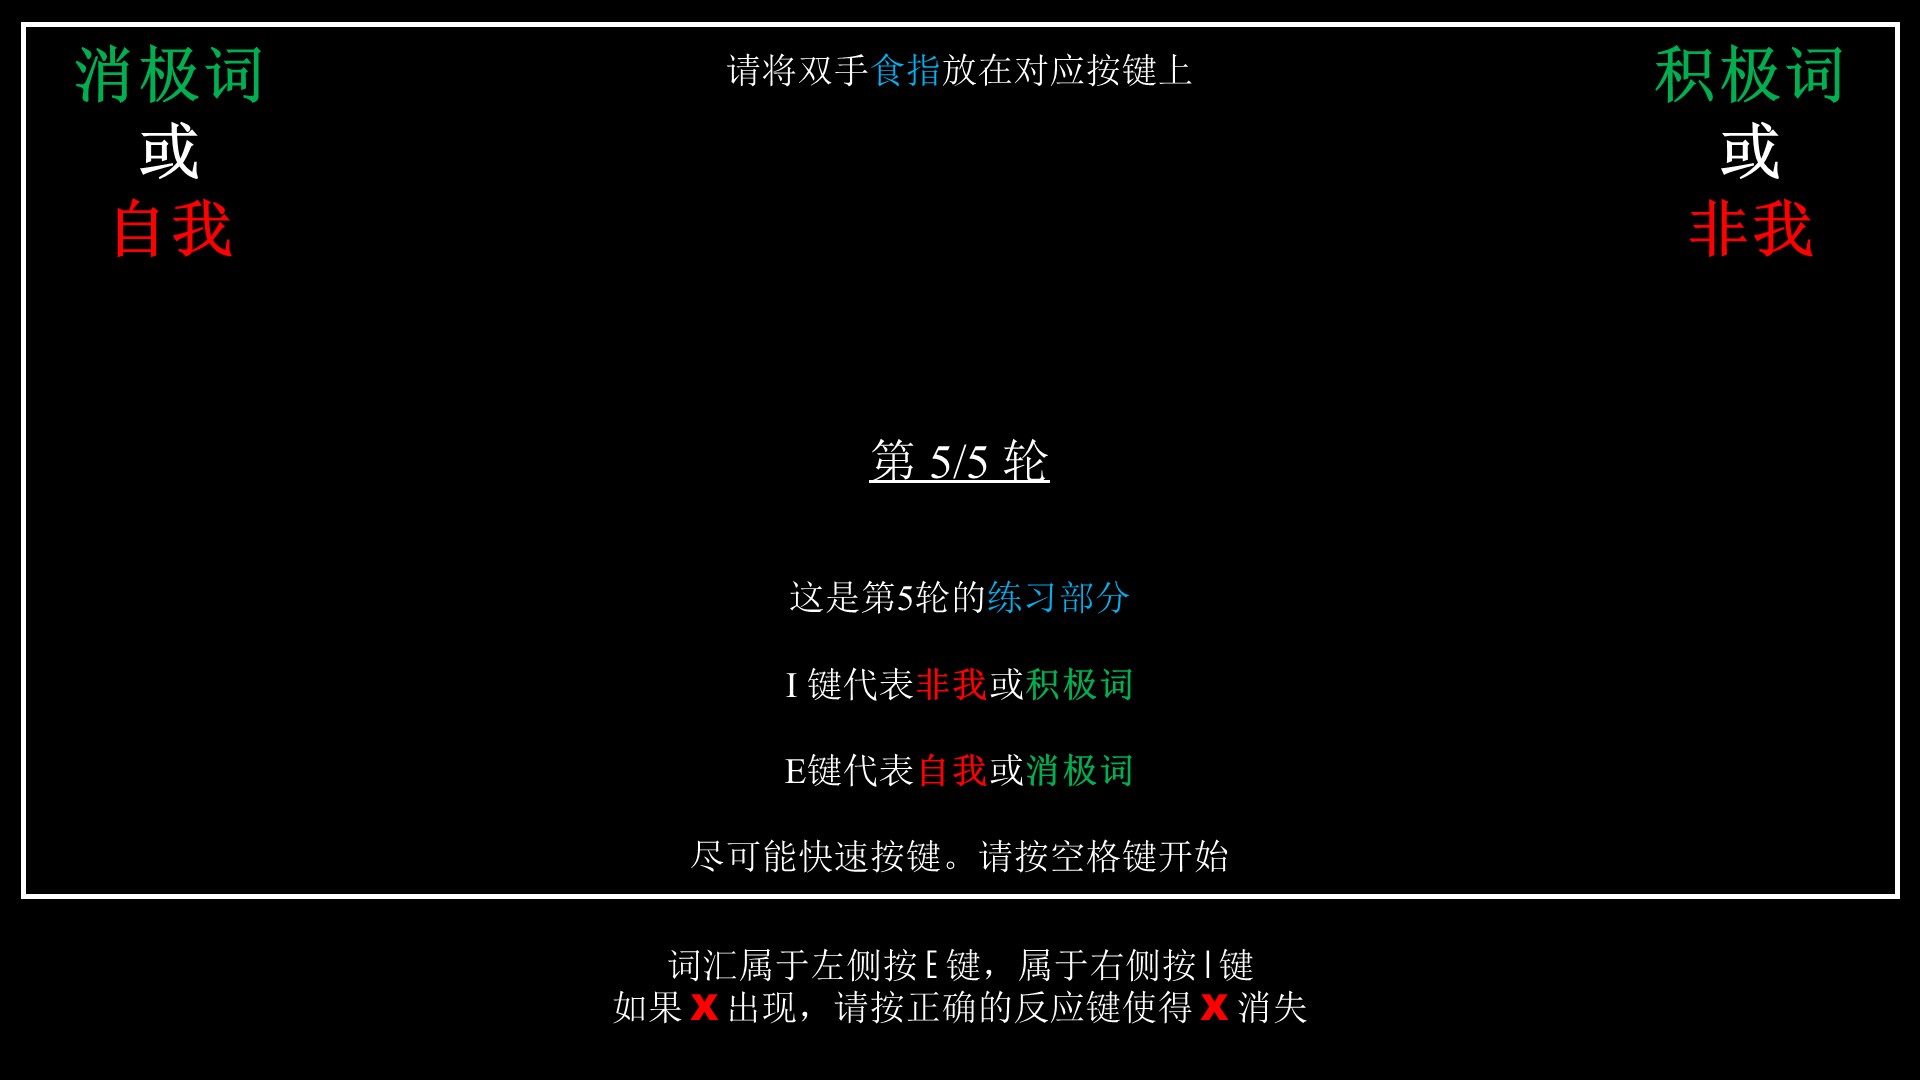 消极词
或
自我
请将双手食指放在对应按键上
积极词
或
非我
第 5/5 轮
这是第5轮的练习部分
I 键代表非我或积极词
E键代表自我或消极词
尽可能快速按键。请按空格键开始
词汇属于左侧按 E 键，属于右侧按 I 键
如果 X 出现，请按正确的反应键使得 X 消失